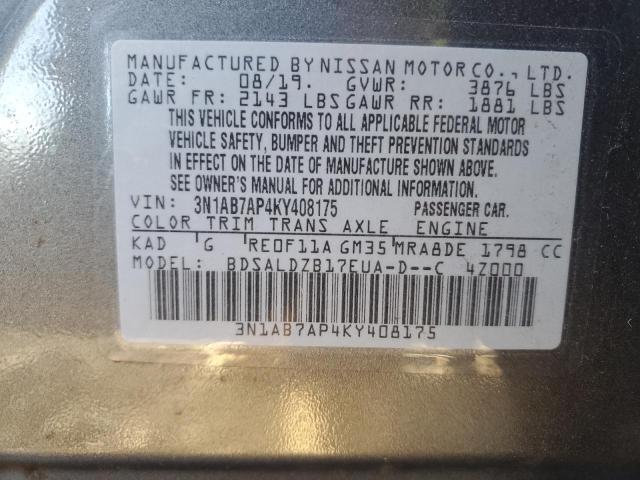 MANUFACTURED BY NISSAN MOTOR CO., LTD.
DATE: 08/19. GVWR: 3876 LBS
GAWR FR: 2143 LBS GAWR RR: 1881 LBS
THIS VEHICLE CONFORMS TO ALL APPLICABLE FEDERAL MOTOR
VEHICLE SAFETY, BUMPER AND THEFT PREVENTION STANDARDS
IN EFFECT ON THE DATE OF MANUFACTURE SHOWN ABOVE.
SEE OWNER'S MANUAL FOR ADDITIONAL INFORMATION.
VIN: 3N1AB7AP4KY408175 PASSENGER CAR.
COLOR TRIM TRANS AXLE ENGINE
KAD G RE0F11A GM35 MRA8DE 1798 CC
MODEL: BDSALDZB17EUA-D--C 4Z000
3N1AB7AP4KY408175